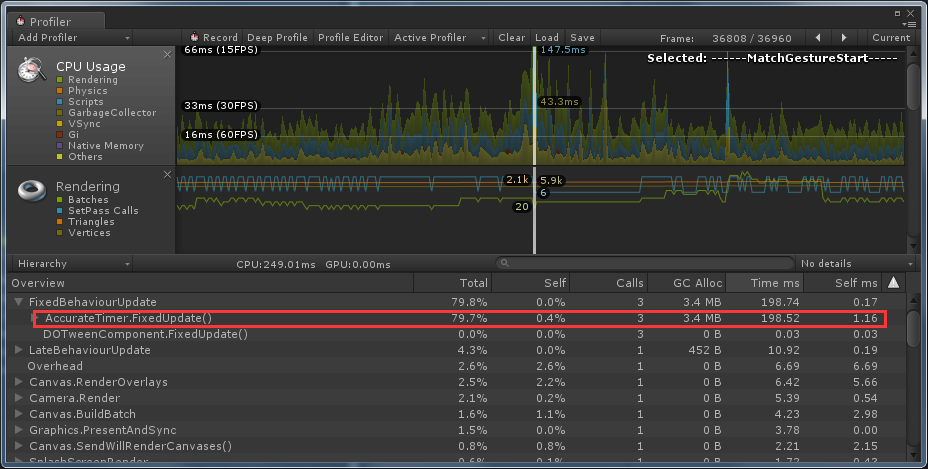 Profiler
Add Profiler Record Deep Profile Profile Editor Active Profiler Clear Load Save Frame: 36808 / 36960 Current
CPU Usage
Rendering
Physics
Scripts
GarbageCollector
VSync
Gi
Native Memory
Others
66ms (15FPS)
33ms (30FPS)
16ms (60FPS)
147.5ms
43.3ms
Selected: ------MatchGestureStart-----
Rendering
Batches
SetPass Calls
Triangles
Vertices
2.1k 5.9k
6
20
Hierarchy CPU:249.01ms GPU:0.00ms No details
Overview Total Self Calls GC Alloc Time ms Self ms
FixedBehaviourUpdate 79.8% 0.0% 3 3.4 MB 198.74 0.17
AccurateTimer.FixedUpdate() 79.7% 0.4% 3 3.4 MB 198.52 1.16
DOTweenComponent.FixedUpdate() 0.0% 0.0% 3 0 B 0.03 0.03
LateBehaviourUpdate 4.3% 0.0% 1 452 B 10.92 0.19
Overhead 2.6% 2.6% 1 0 B 6.69 6.69
Canvas.RenderOverlays 2.5% 2.2% 1 0 B 6.42 5.66
Camera.Render 2.1% 0.2% 1 0 B 5.39 0.54
Canvas.BuildBatch 1.6% 1.1% 1 0 B 4.23 2.98
Graphics.PresentAndSync 1.5% 0.0% 1 0 B 3.78 0.00
Canvas.SendWillRenderCanvases() 0.8% 0.8% 1 0 B 2.21 2.15
SplashScreenRender 0.6% 0.1% 1 0 B 1.72 0.43